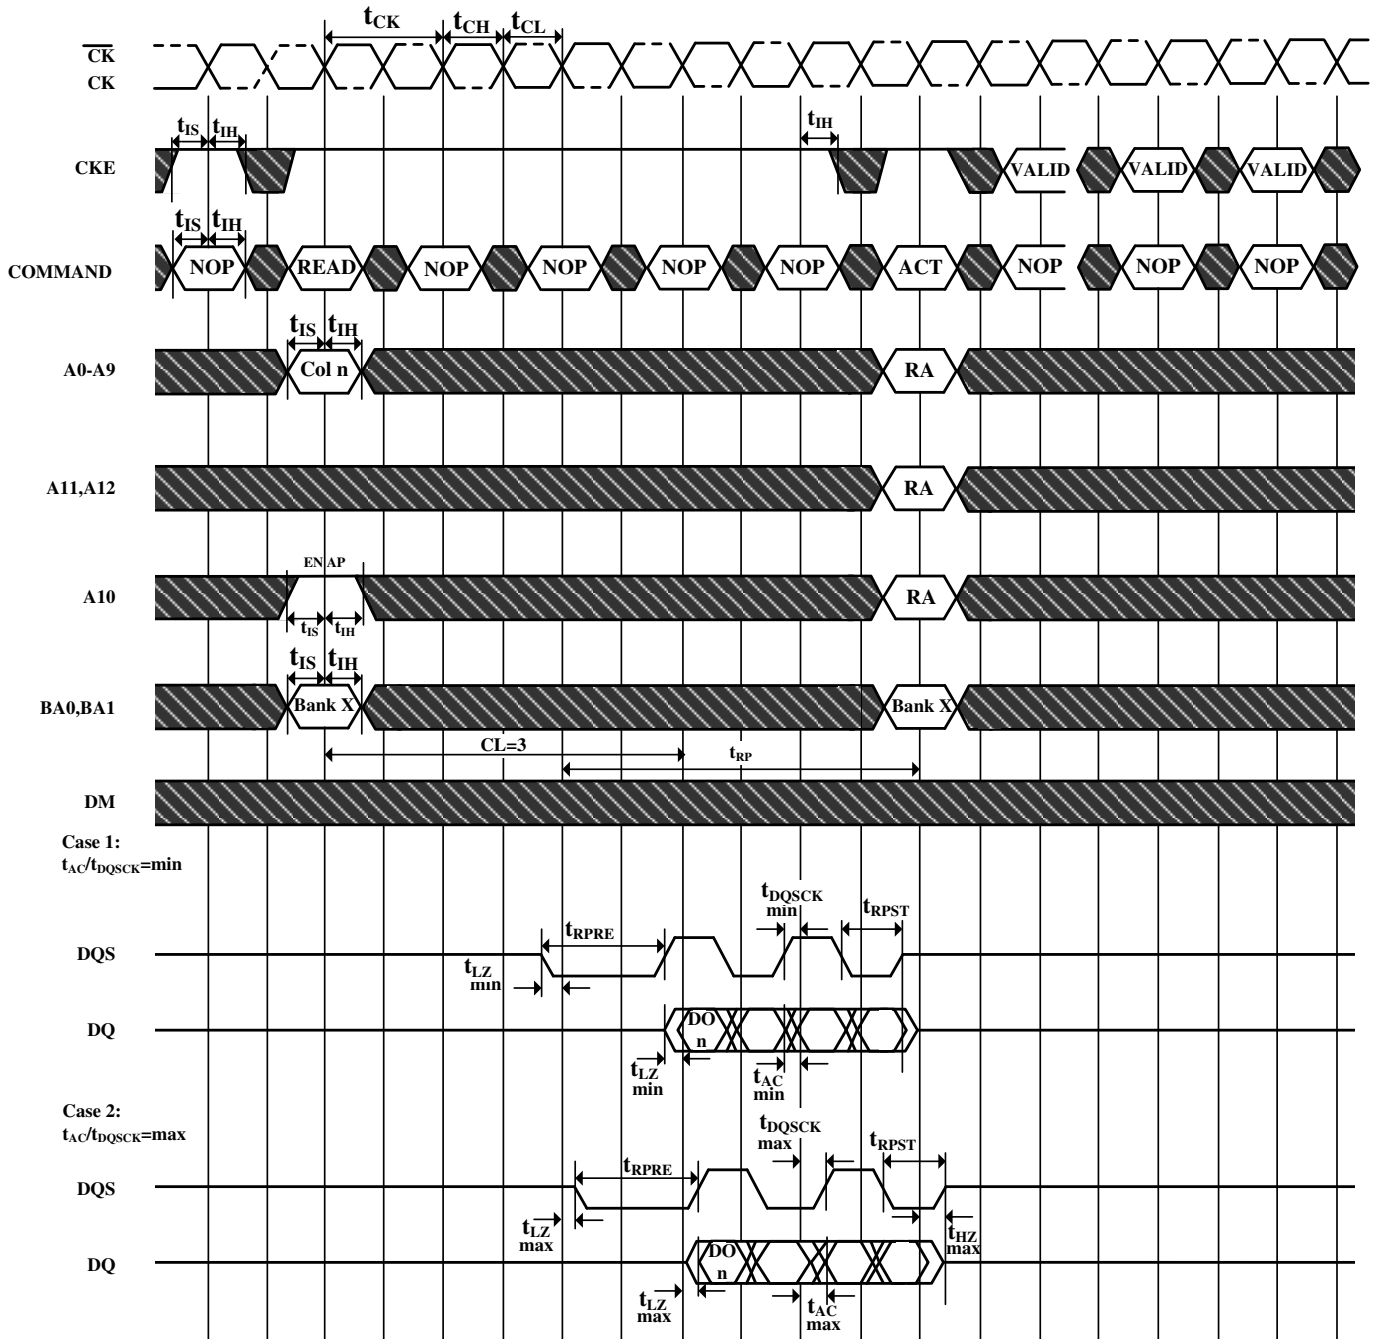 tCK tCH tCL
CK
CK
tIS tIH tIH
CKE VALID VALID VALID
tIS tIH
COMMAND NOP READ NOP NOP NOP NOP ACT NOP NOP NOP
tIS tIH
A0-A9 Col n RA
A11,A12 RA
EN AP
A10 RA
tIS tIH
tIS tIH
BA0,BA1 Bank X Bank X
CL=3 tRP
DM
Case 1:
tAC/tDQSCK=min
tDQSCK
min
tRPST
tRPRE
DQS
tLZ
min
DQ DO
n
tLZ
min
tAC
min
Case 2:
tAC/tDQSCK=max
tDQSCK
max
tRPST
tRPRE
DQS
tLZ
max
tHZ
max
DQ DO
n
tLZ
max
tAC
max